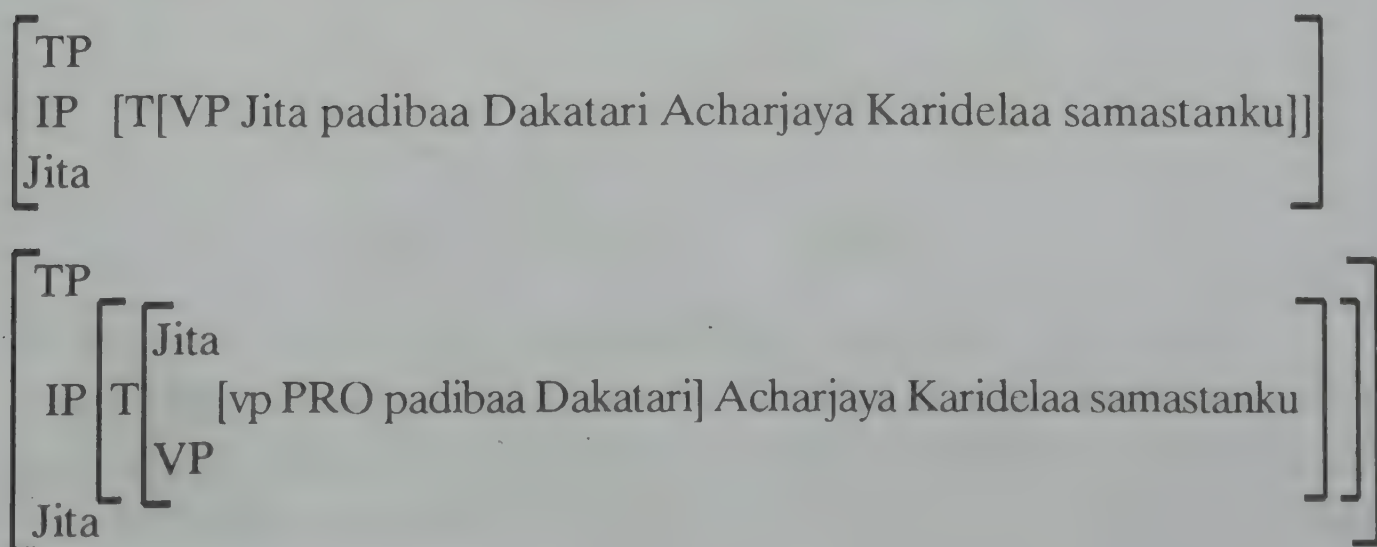 TP
IP [T[VP Jita padibaa Dakatari Acharjaya Karidelaa samastanku]]
Jita
TP
Jita
IP T [vp PRO padibaa Dakatari] Acharjaya Karidelaa samastanku
VP
Jita